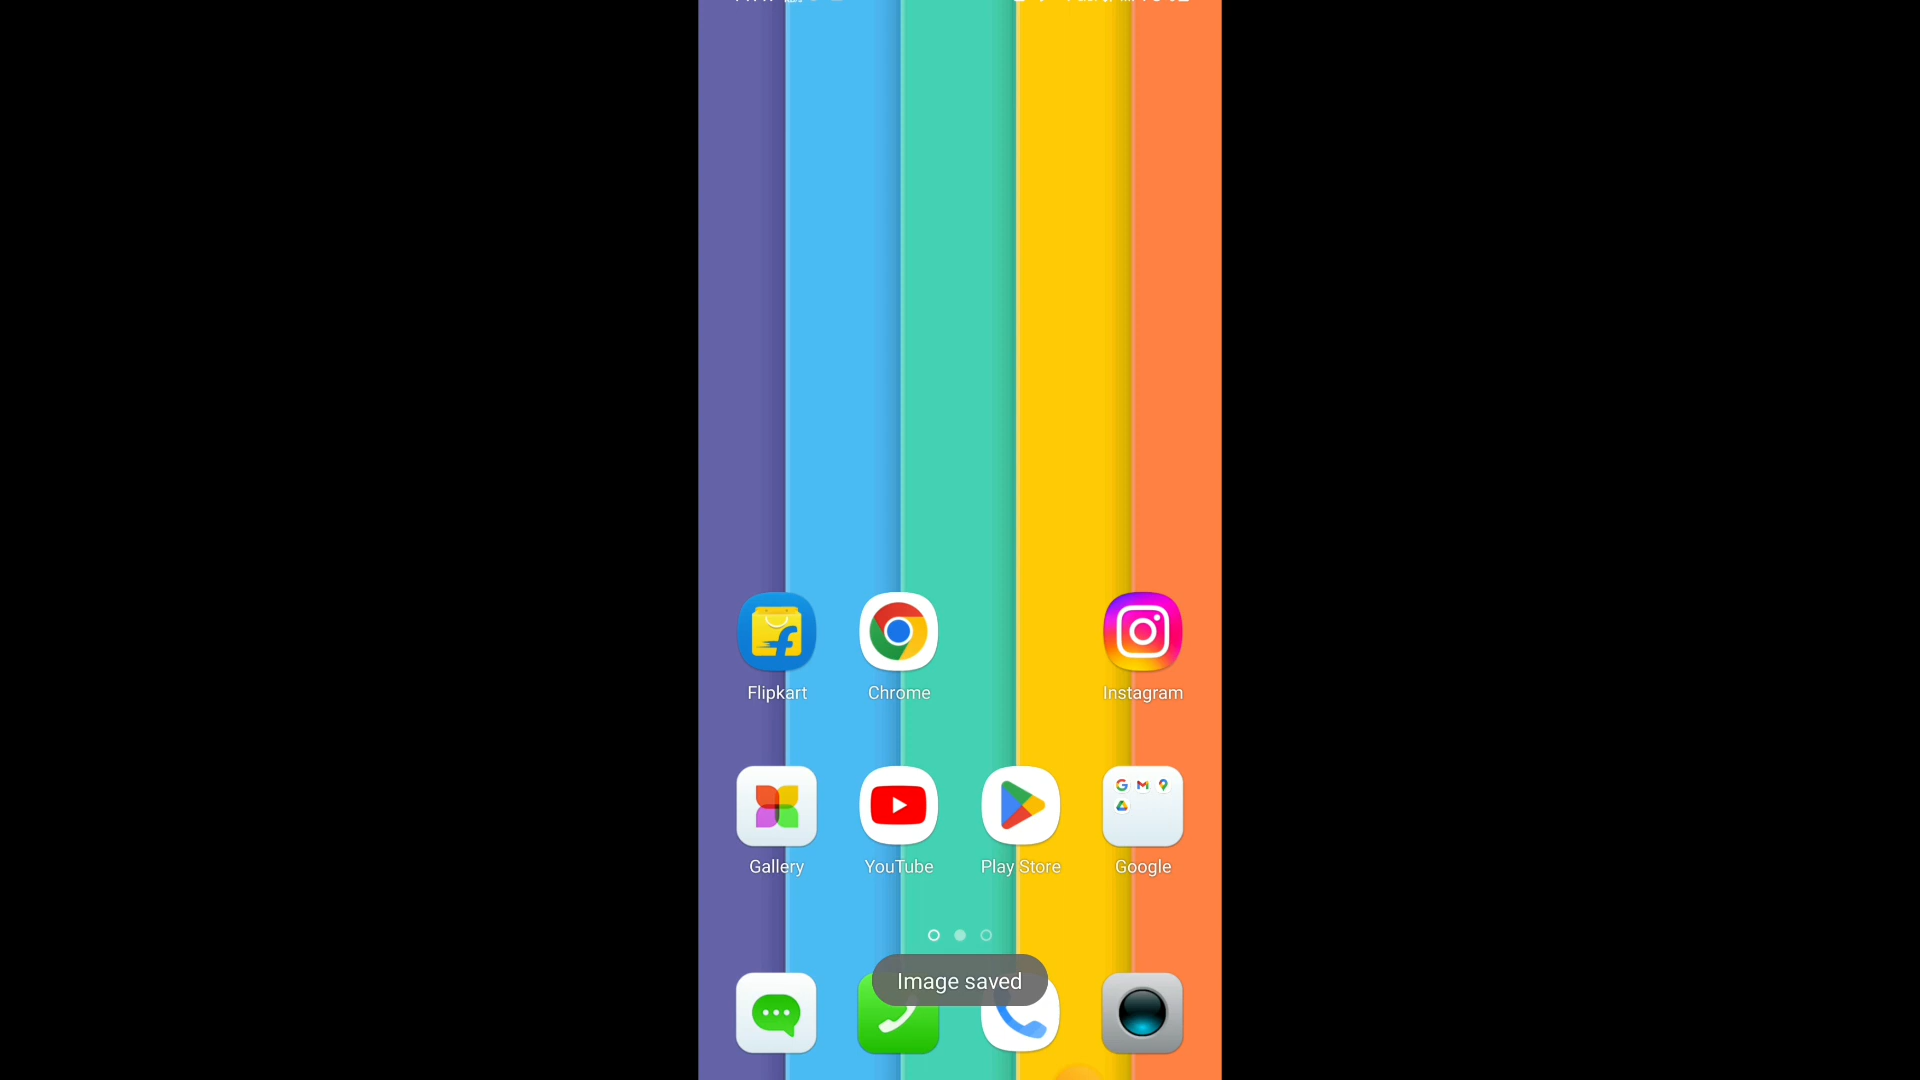 Flipkart
Chrome
Instagram
Gallery
YouTube
Play Store
Google
Image saved